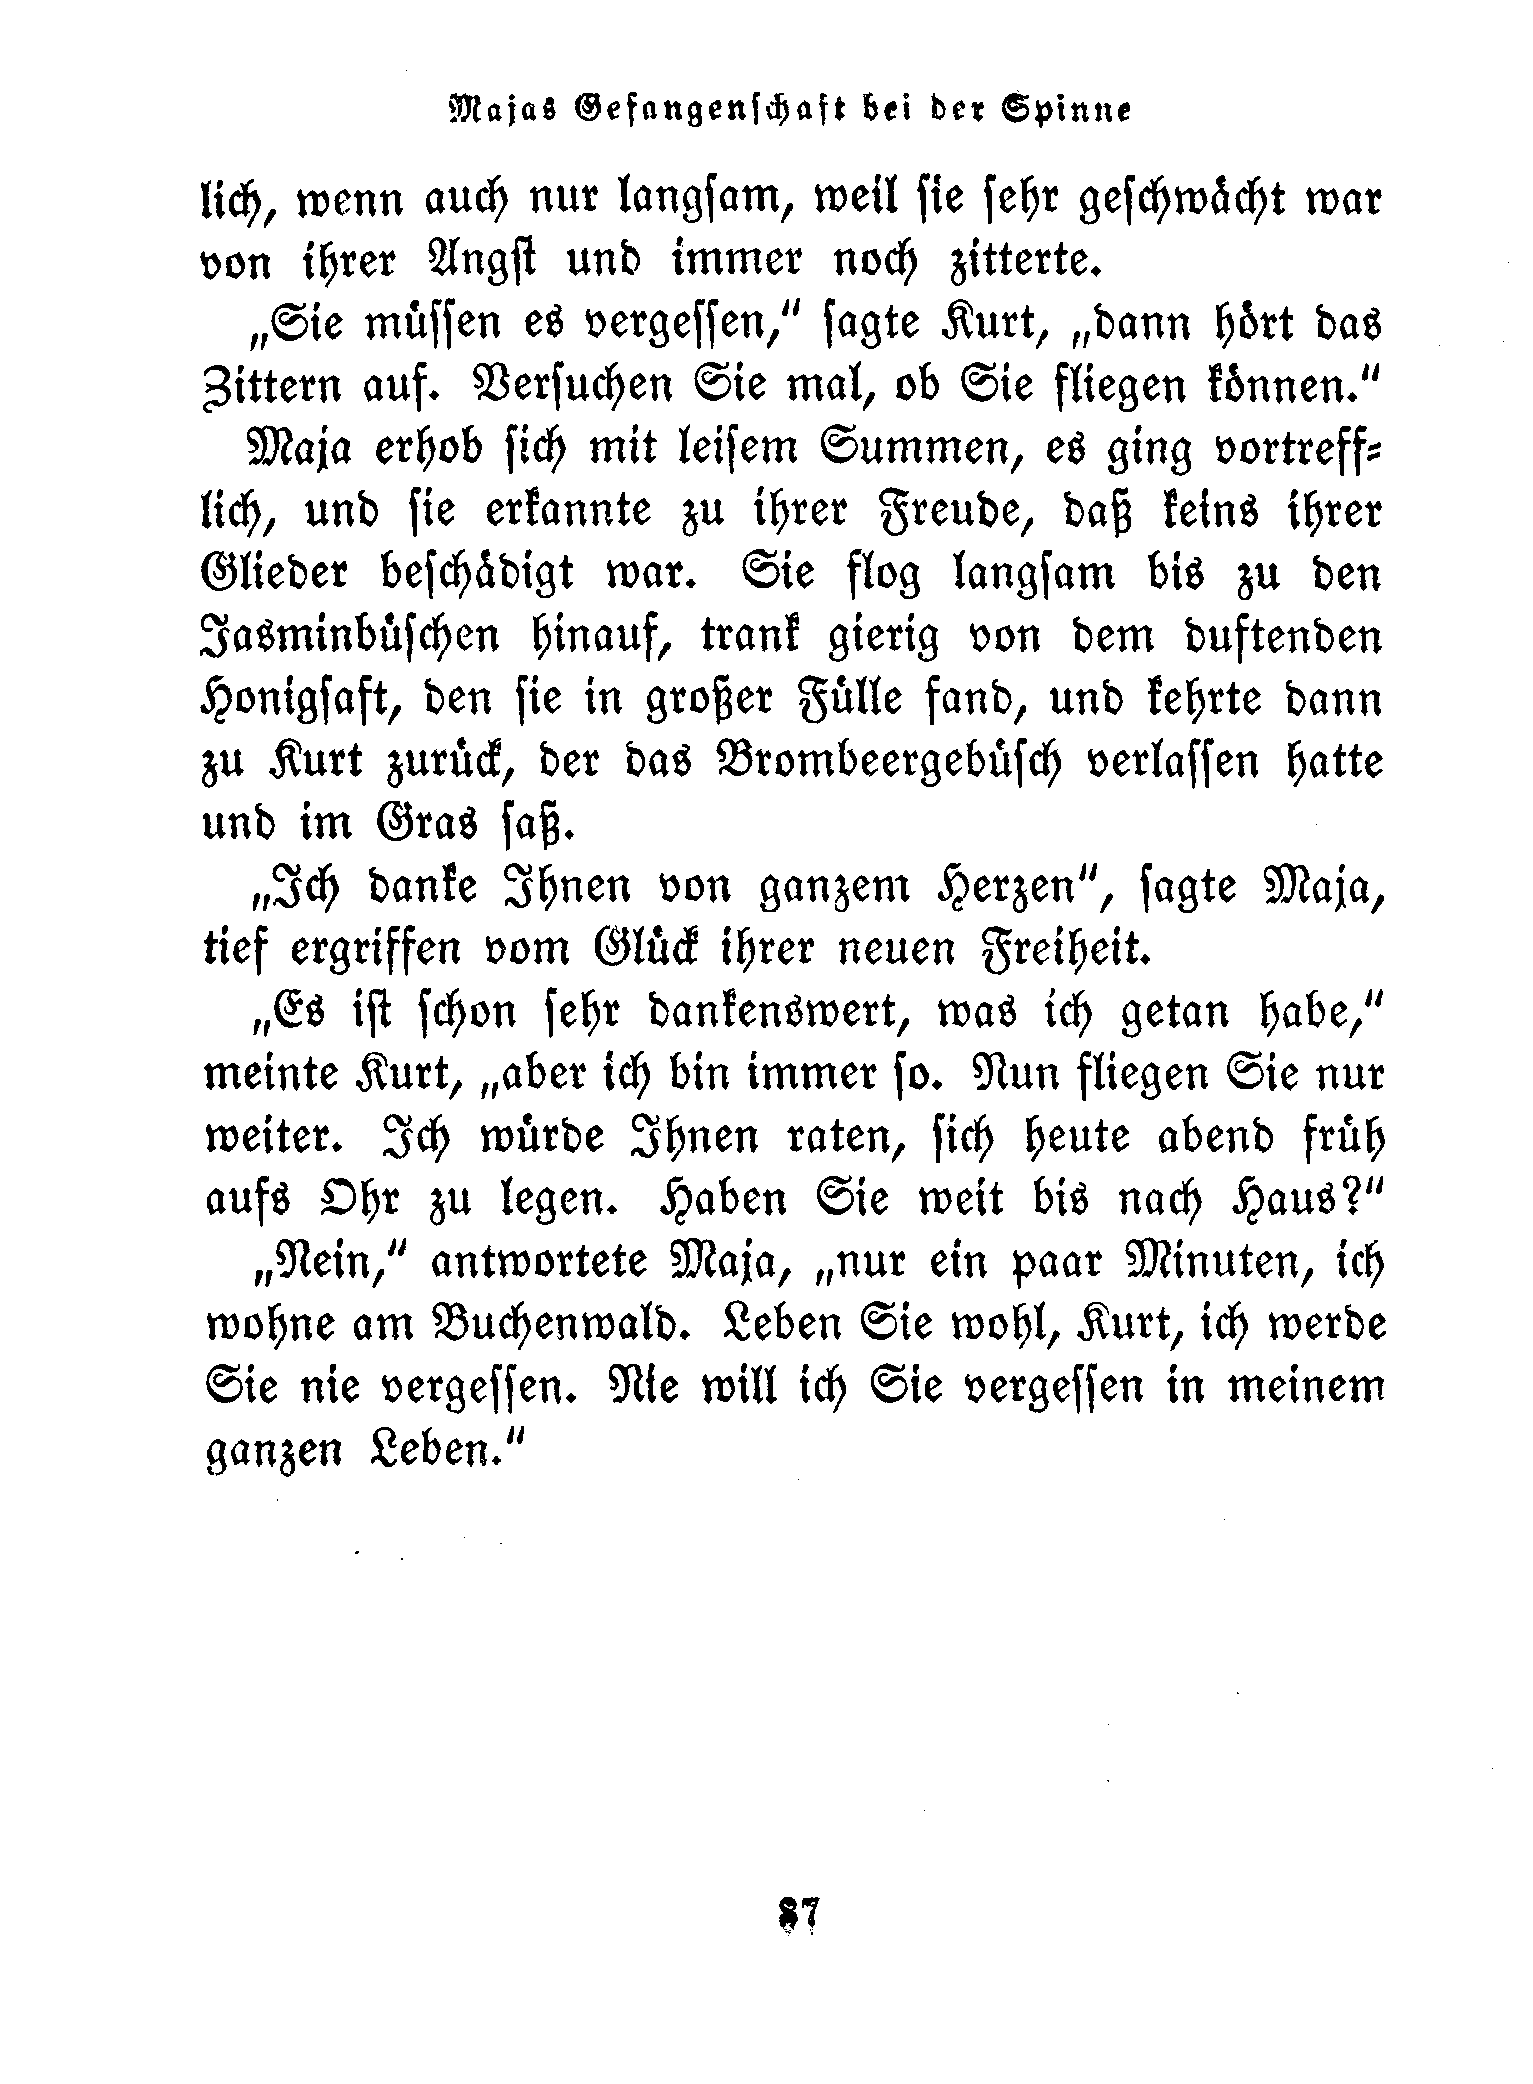 Majas Gefangenschaft bei der Spinne
lich, wenn auch nur langsam, weil sie sehr geschwächt war
von ihrer Angst und immer noch zitterte.
„Sie müssen es vergessen,“ sagte Kurt, „dann hört das
Zittern auf. Versuchen Sie mal, ob Sie fliegen können.“
Maja erhob sich mit leisem Summen, es ging vortreff-
lich, und sie erkannte zu ihrer Freude, daß keins ihrer
Glieder beschädigt war. Sie flog langsam bis zu den
Jasminbüschen hinauf, trank gierig von dem duftenden
Honigsaft, den sie in großer Fülle fand, und kehrte dann
zu Kurt zurück, der das Brombeergebüsch verlassen hatte
und im Gras saß.
„Ich danke Ihnen von ganzem Herzen“, sagte Maja,
tief ergriffen vom Glück ihrer neuen Freiheit.
„Es ist schon sehr dankenswert, was ich getan habe,“
meinte Kurt, „aber ich bin immer so. Nun fliegen Sie nur
weiter. Ich würde Ihnen raten, sich heute abend früh
aufs Ohr zu legen. Haben Sie weit bis nach Haus?“
„Nein,“ antwortete Maja, „nur ein paar Minuten, ich
wohne am Buchenwald. Leben Sie wohl, Kurt, ich werde
Sie nie vergessen. Nie will ich Sie vergessen in meinem
ganzen Leben.“
87